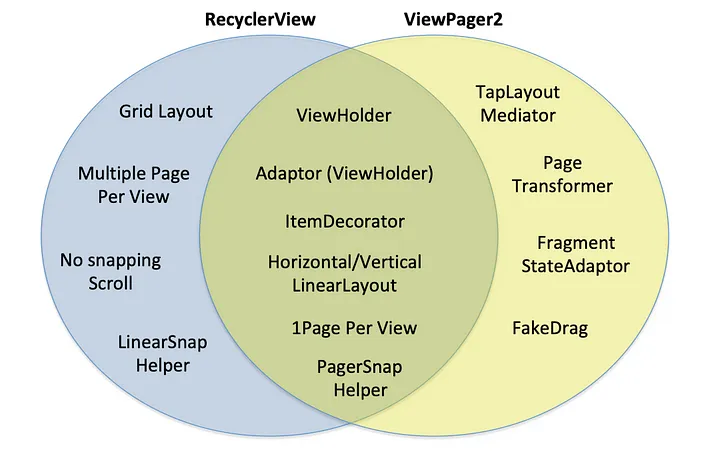 RecyclerView
ViewPager2
Grid Layout
Multiple Page
Per View
No snapping
Scroll
LinearSnap
Helper
ViewHolder
Adaptor (ViewHolder)
ItemDecorator
Horizontal/Vertical
LinearLayout
1Page Per View
PagerSnap
Helper
TapLayout
Mediator
Page
Transformer
Fragment
StateAdaptor
FakeDrag